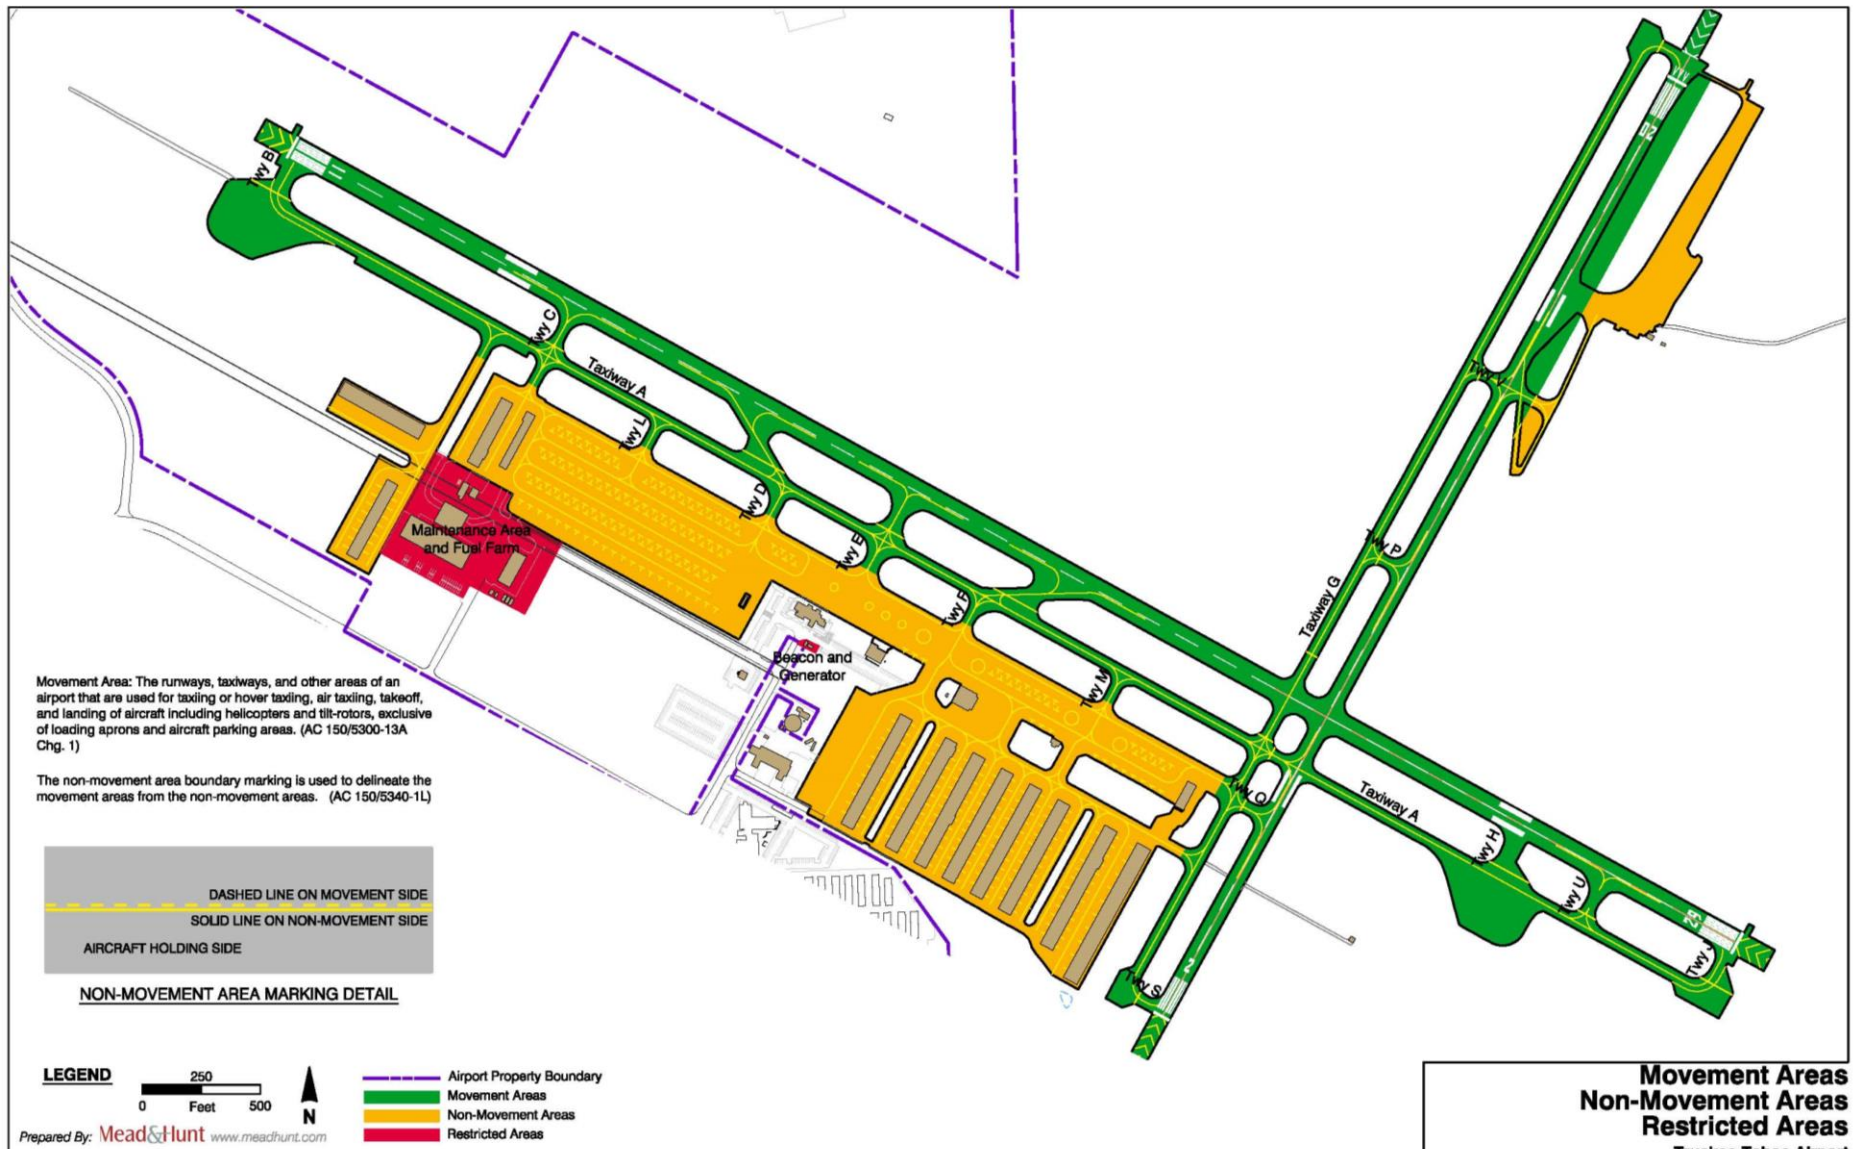 Twy B
20
Twy C
Taxiway A
Twy V
Twy L
Twy D
Maintenance Area
and Fuel Farm
Twy E
Twy P
Twy F
Taxiway G
Beacon and
Generator
Twy M
Movement Area: The runways, taxiways, and other areas of an
airport that are used for taxiing or hover taxiing, air taxiing, takeoff,
and landing of aircraft including helicopters and tilt-rotors, exclusive
of loading aprons and aircraft parking areas. (AC 150/5300-13A
Chg. 1)
The non-movement area boundary marking is used to delineate the
movement areas from the non-movement areas. (AC 150/5340-1L)
Twy Q
Taxiway A
Twy H
Twy U
29
Twy J
2
Twy S
DASHED LINE ON MOVEMENT SIDE
SOLID LINE ON NON-MOVEMENT SIDE
AIRCRAFT HOLDING SIDE
NON-MOVEMENT AREA MARKING DETAIL
LEGEND
250
0 Feet 500
N
Airport Property Boundary
Movement Areas
Non-Movement Areas
Restricted Areas
Prepared By: Mead&Hunt www.meadhunt.com
Movement Areas
Non-Movement Areas
Restricted Areas